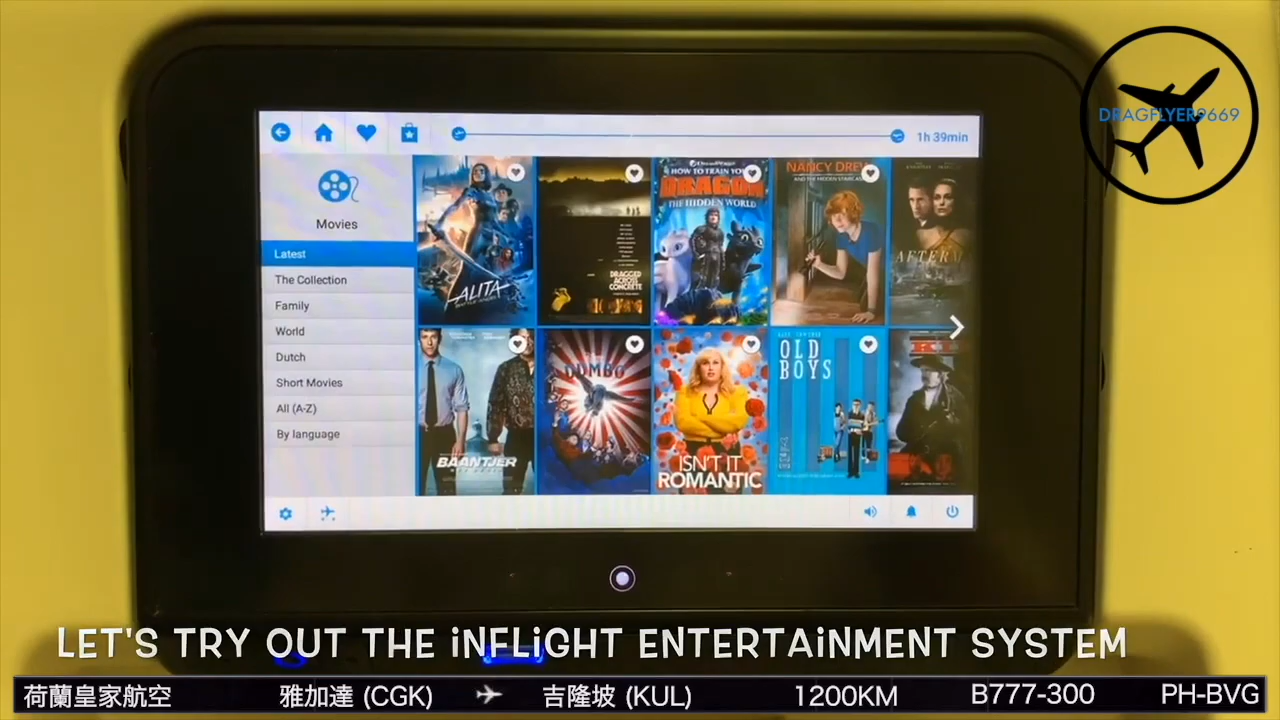 DRAGFLYER9669
1h 39min
Movies
Latest
The Collection
Family
World
Dutch
Short Movies
All (A-Z)
By language
ALITA
DRAGGED
ACROSS
CONCRETE
HOW TO TRAIN YOUR
DRAGON
THE HIDDEN WORLD
NANCY DREW
AND THE HIDDEN STAIRCASE
AFTERM
BAANTJER
DUMBO
ISN'T IT
ROMANTIC
OLD
BOYS
LET'S TRY OUT THE INFLIGHT ENTERTAINMENT SYSTEM
荷蘭皇家航空 雅加達 (CGK) 吉隆坡 (KUL) 1200KM B777-300 PH-BVG